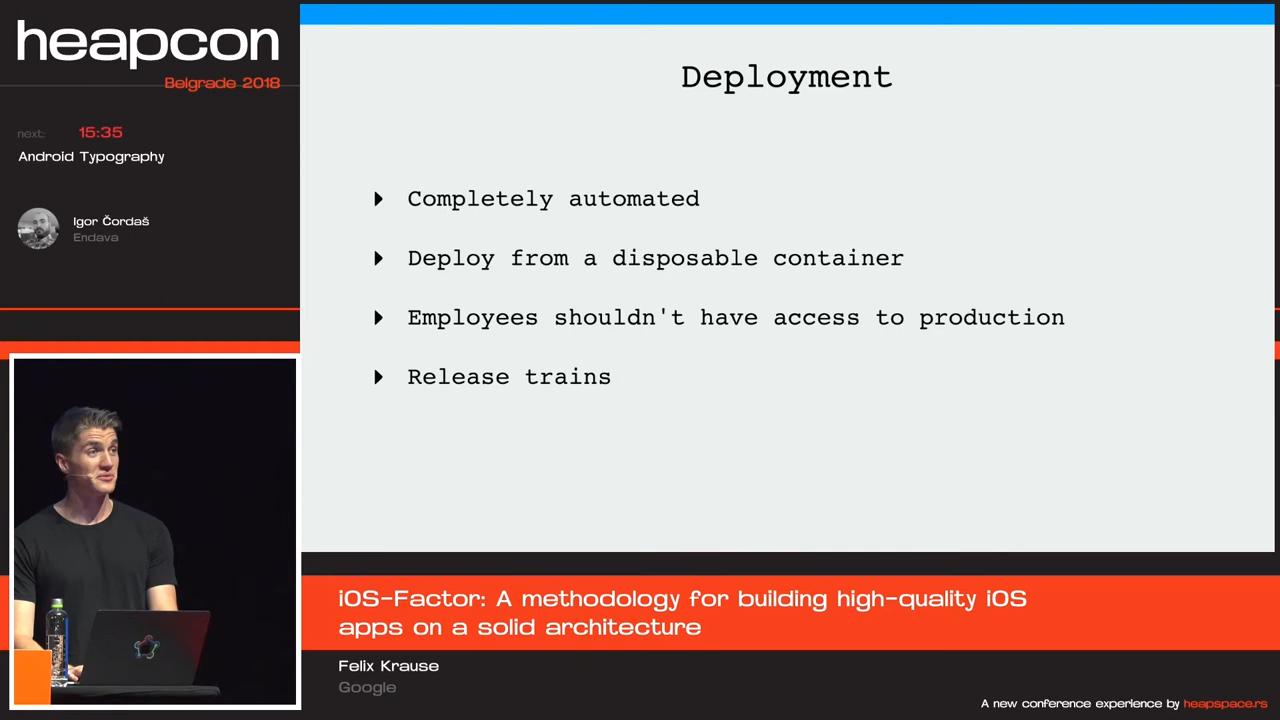 heapcon
Belgrade 2018
next: 15:35
Android Typography
Igor Čordaš
Endava
Deployment
Completely automated
Deploy from a disposable container
Employees shouldn't have access to production
Release trains
iOS-Factor: A methodology for building high-quality iOS
apps on a solid architecture
Felix Krause
Google
A new conference experience by heapspace.rs